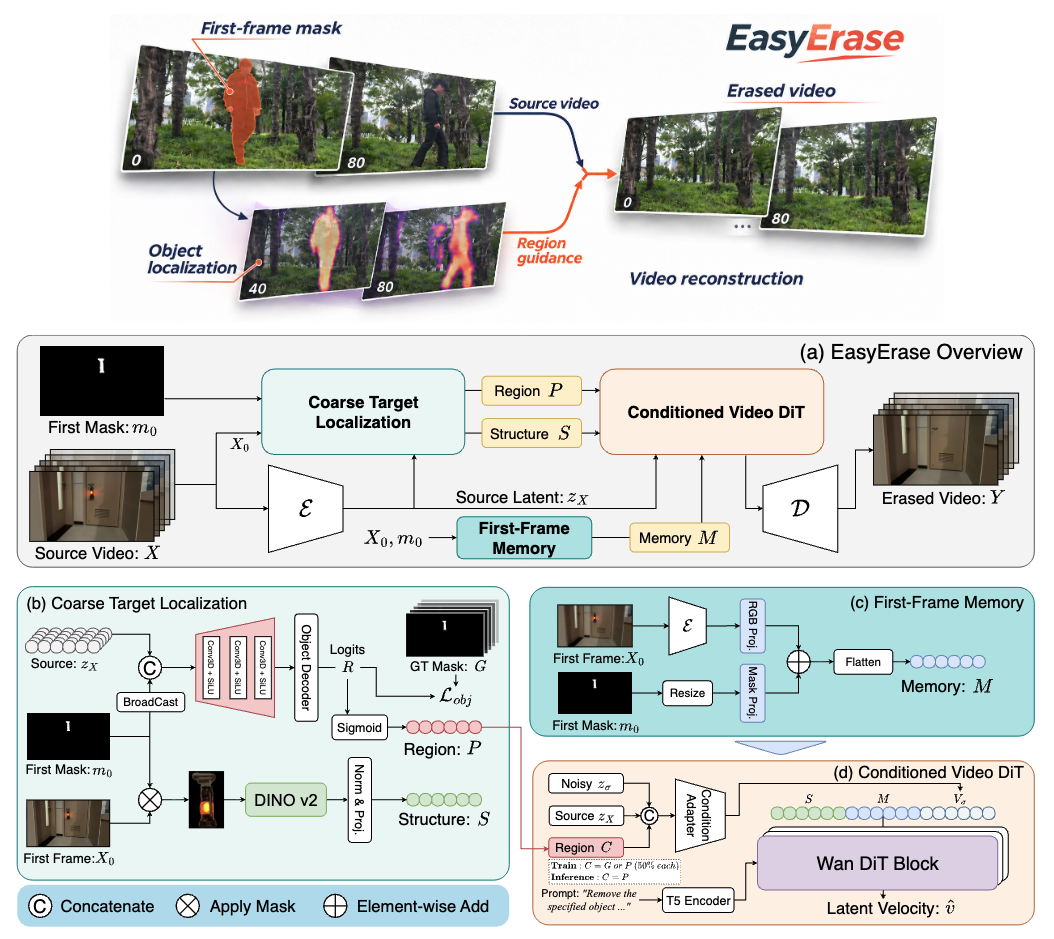 First-frame mask
EasyErase
Source video
Erased video
0
80
0
80
...
Object
localization
40
80
Region
guidance
Video reconstruction
(a) EasyErase Overview
First Mask: m₀
X₀
Source Video: X
Coarse Target
Localization
Region P
Structure S
Conditioned Video DiT
ℰ
Source Latent: z_X
X₀, m₀
First-Frame
Memory
Memory M
𝒟
Erased Video: Y
(b) Coarse Target Localization
Source: z_X
C
BroadCast
Conv3D + SiLU
Conv3D + SiLU
Conv3D + SiLU
Object Decoder
Logits
R
GT Mask: G
ℒ_obj
Sigmoid
Region: P
First Mask: m₀
First Frame: X₀
DINO v2
Norm & Proj.
Structure: S
C Concatenate
Apply Mask
Element-wise Add
(c) First-Frame Memory
First Frame: X₀
ℰ
RGB Proj.
First Mask: m₀
Resize
Mask Proj.
Flatten
Memory: M
(d) Conditioned Video DiT
Noisy z_σ
Source z_X
Region C
C
Condition
Adapter
Train : C = G or P (50% each)
Inference : C = P
Prompt: "Remove the
specified object ..."
T5 Encoder
S
M
V_σ
Wan DiT Block
Latent Velocity: v̂